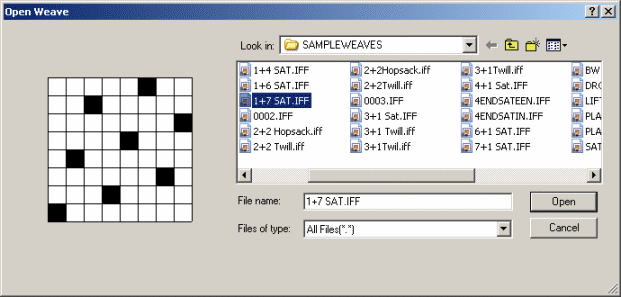 Open Weave
Look in: SAMPLEWEAVES
1+4 SAT.IFF
1+6 SAT.IFF
1+7 SAT.IFF
0002.IFF
2+2 Hopsack.iff
2+2 Twill.iff
2+2Hopsack.iff
2+2Twill.iff
0003.IFF
3+1 Sat.IFF
3+1 Twill.iff
3+1Twil.iff
3+1Twill.iff
4+1 Sat.IFF
4ENDSATEEN.IFF
4ENDSATIN.IFF
6+1 SAT.IFF
7+1 SAT.IFF
BW
DRO
LIFT
PLA
PLA
SAT
File name: 1+7 SAT.IFF
Open
Files of type: All Files(*.*)
Cancel